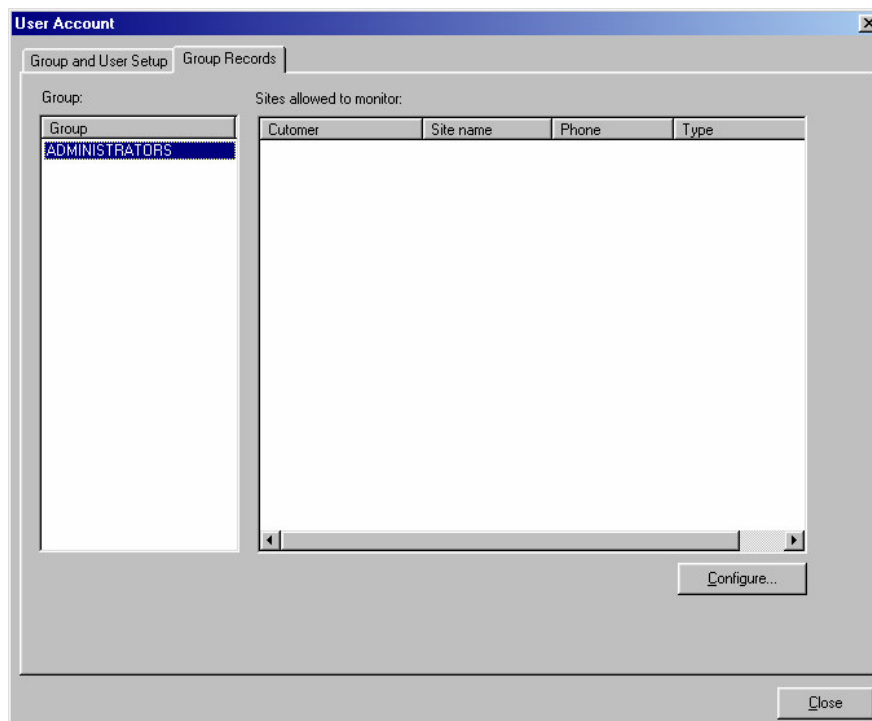 User Account
Group and User Setup Group Records
Group: Sites allowed to monitor:
Group Cutomer Site name Phone Type
ADMINISTRATORS
Configure...
Close